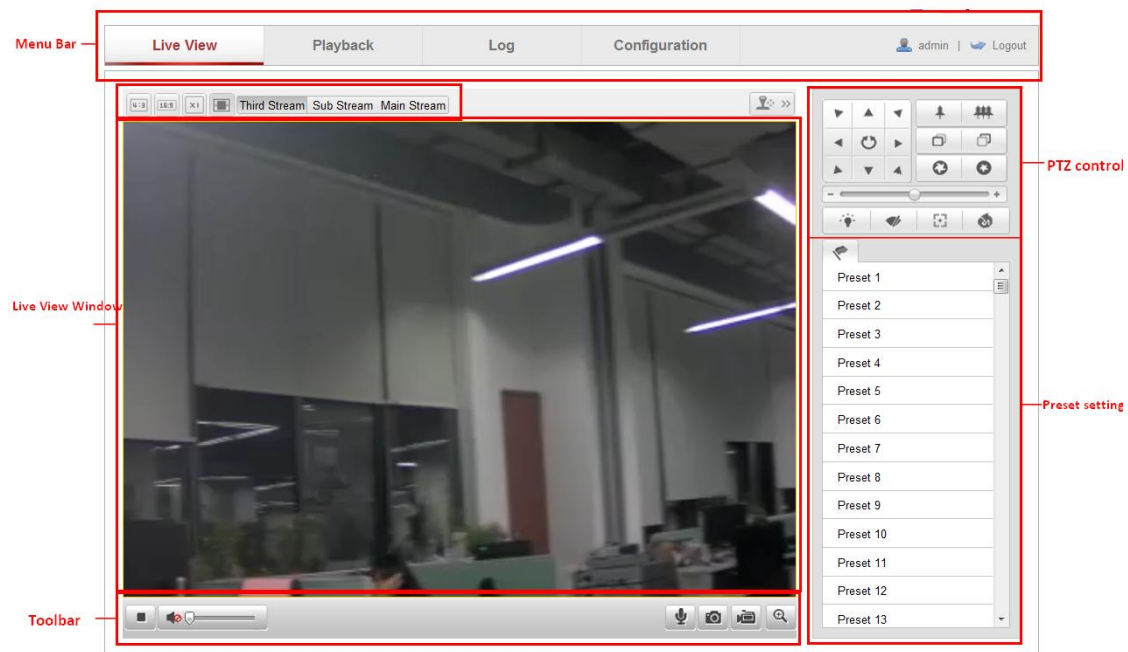 Menu Bar
Live View Playback Log Configuration admin | Logout
4:3 16:9 X1 Third Stream Sub Stream Main Stream
PTZ control
Live View Window
Preset 1
Preset 2
Preset 3
Preset 4
Preset 5
Preset 6
Preset 7
Preset 8
Preset 9
Preset 10
Preset 11
Preset 12
Preset 13
Preset setting
Toolbar